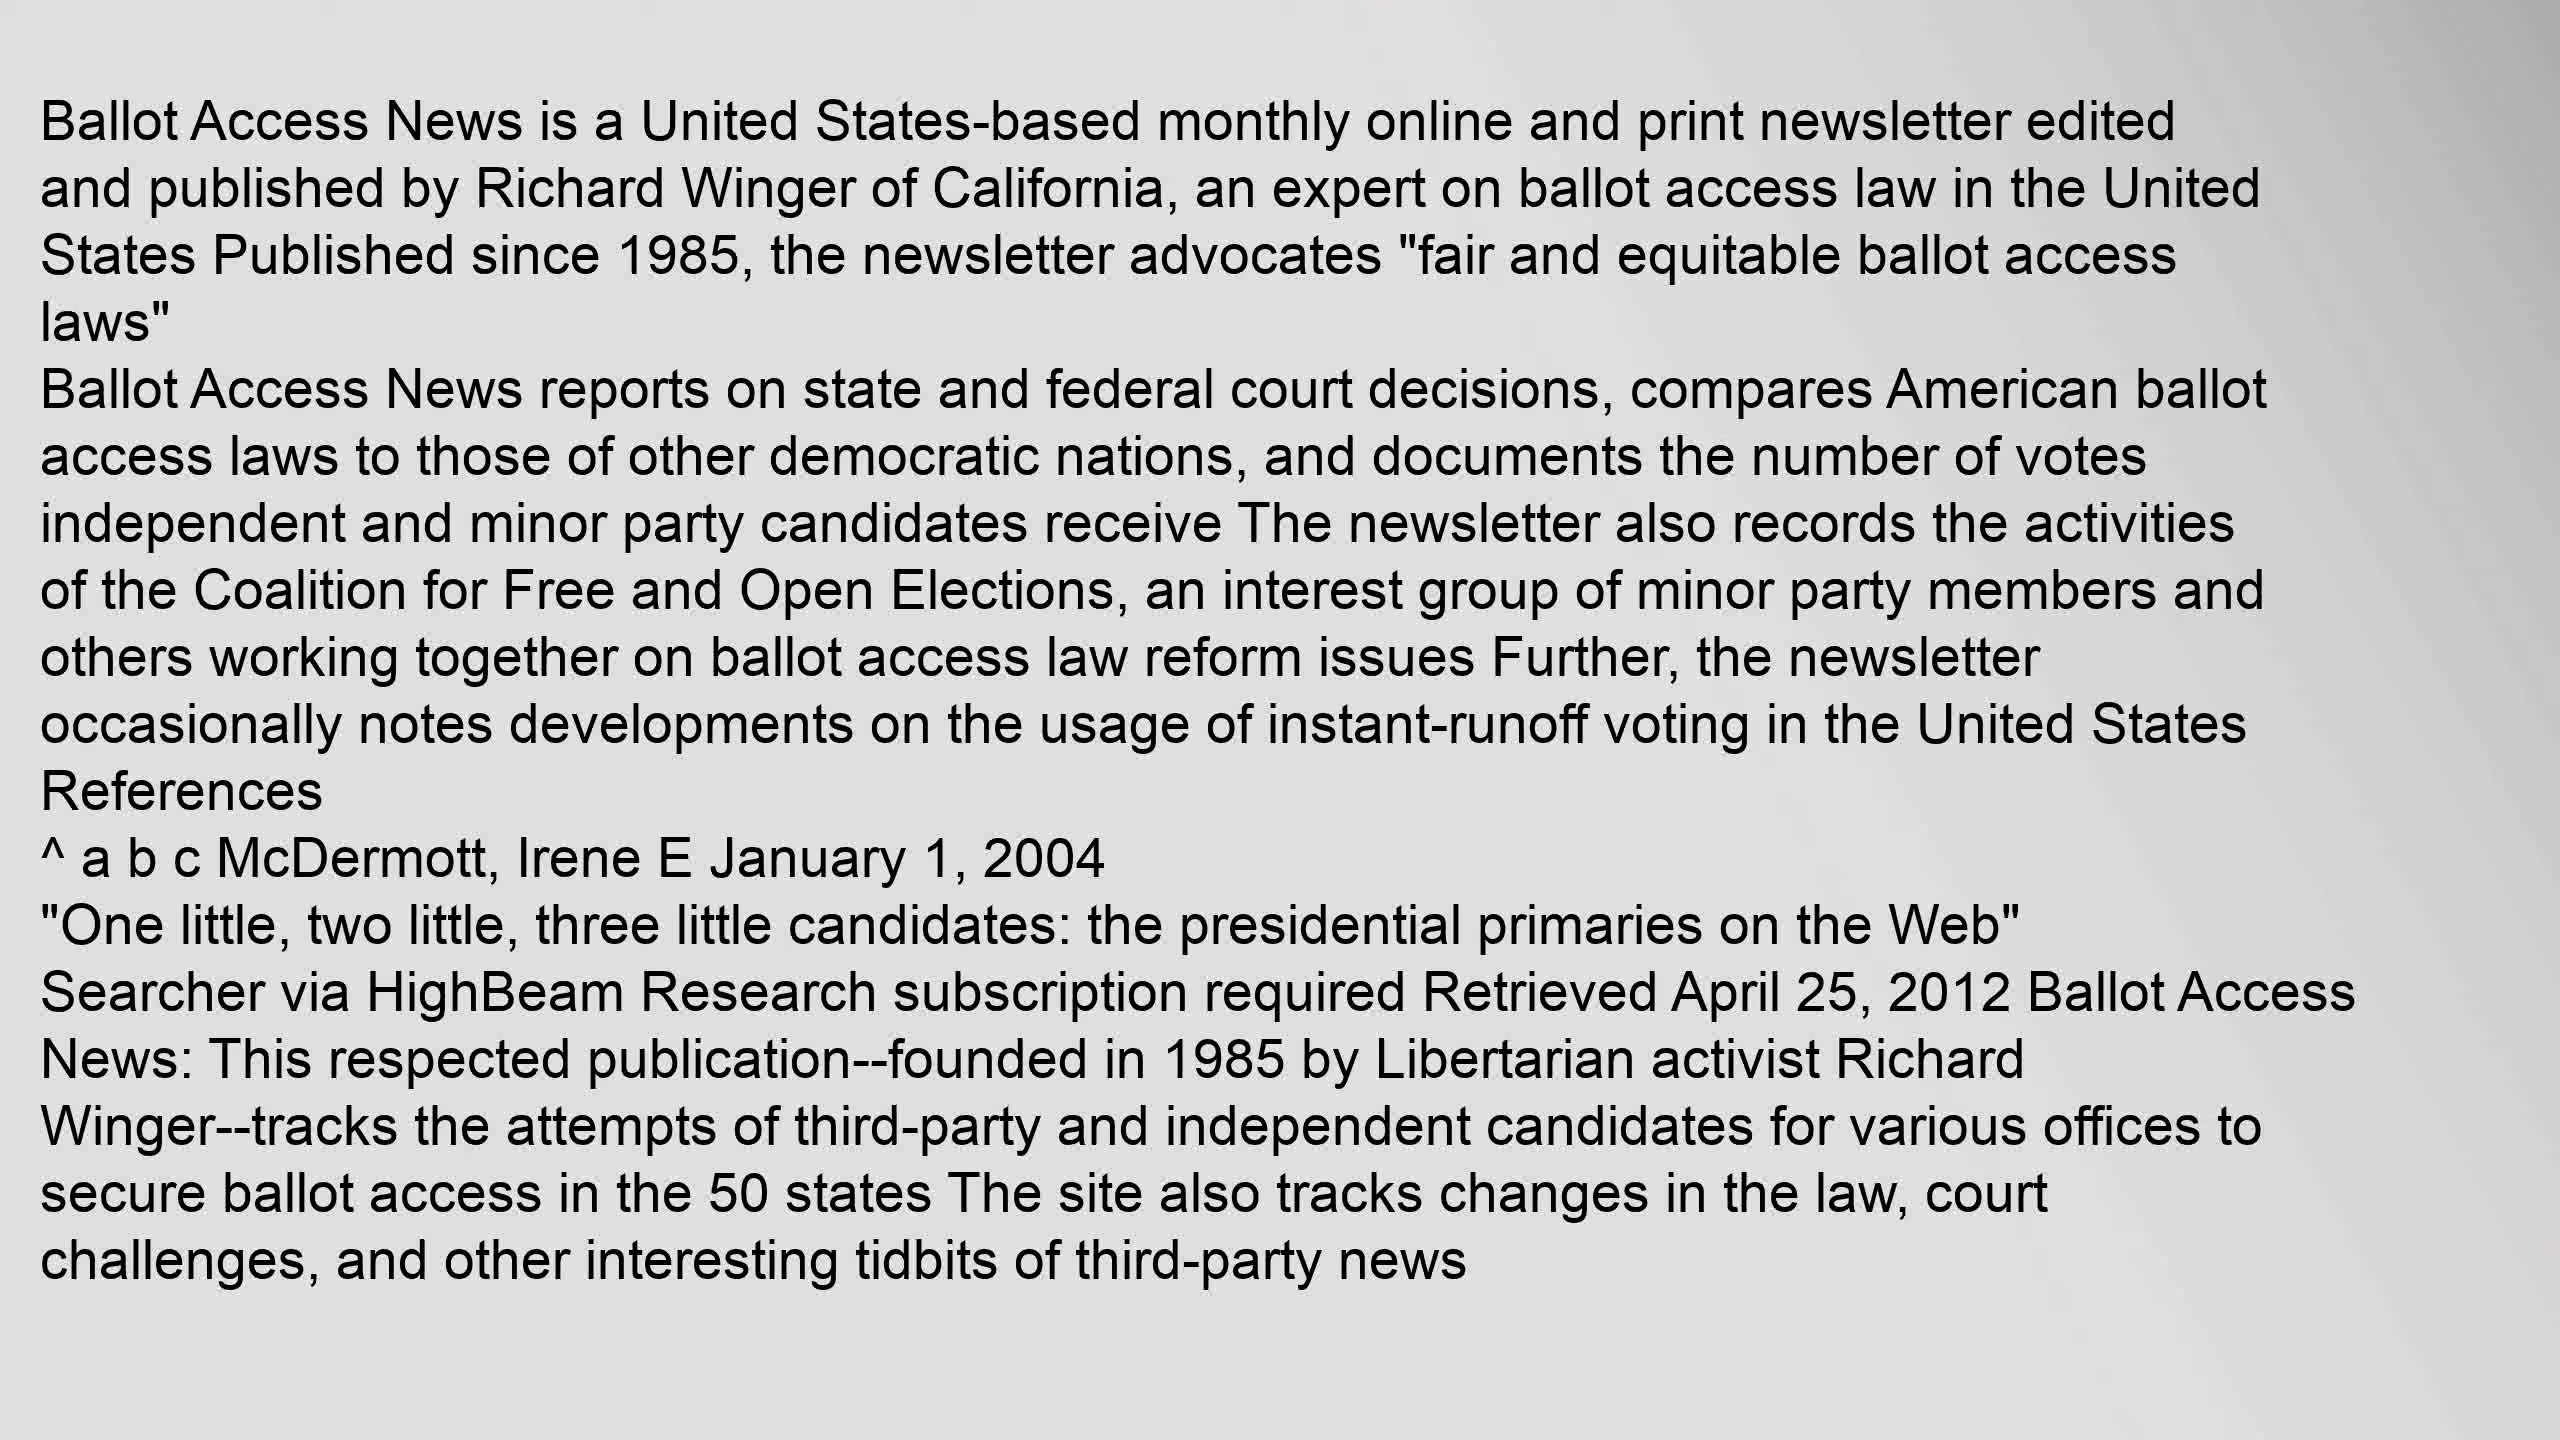 Ballot Access News is a United States-based monthly online and print newsletter edited
and published by Richard Winger of California, an expert on ballot access law in the United
States Published since 1985, the newsletter advocates "fair and equitable ballot access
laws"
Ballot Access News reports on state and federal court decisions, compares American ballot
access laws to those of other democratic nations, and documents the number of votes
independent and minor party candidates receive The newsletter also records the activities
of the Coalition for Free and Open Elections, an interest group of minor party members and
others working together on ballot access law reform issues Further, the newsletter
occasionally notes developments on the usage of instant-runoff voting in the United States
References
^ a b c McDermott, Irene E January 1, 2004
"One little, two little, three little candidates: the presidential primaries on the Web"
Searcher via HighBeam Research subscription required Retrieved April 25, 2012 Ballot Access
News: This respected publication--founded in 1985 by Libertarian activist Richard
Winger--tracks the attempts of third-party and independent candidates for various offices to
secure ballot access in the 50 states The site also tracks changes in the law, court
challenges, and other interesting tidbits of third-party news